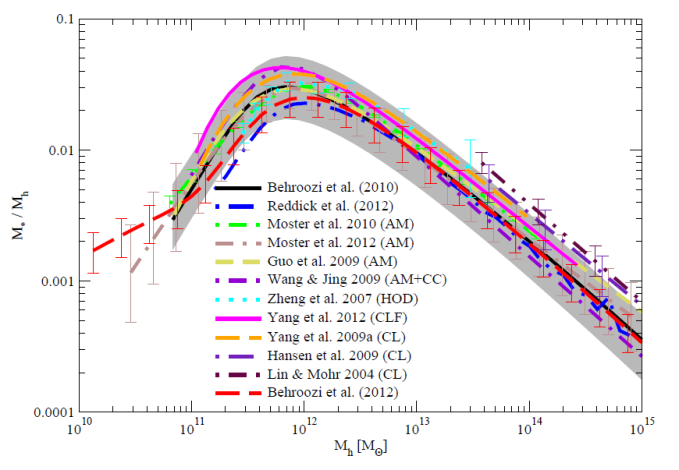 0.1
0.01
0.001
0.0001
M* / Mh
Behroozi et al. (2010)
Reddick et al. (2012)
Moster et al. 2010 (AM)
Moster et al. 2012 (AM)
Guo et al. 2009 (AM)
Wang & Jing 2009 (AM+CC)
Zheng et al. 2007 (HOD)
Yang et al. 2012 (CLF)
Yang et al. 2009a (CL)
Hansen et al. 2009 (CL)
Lin & Mohr 2004 (CL)
Behroozi et al. (2012)
10^10 10^11 10^12 10^13 10^14 10^15
Mh [M⊙]